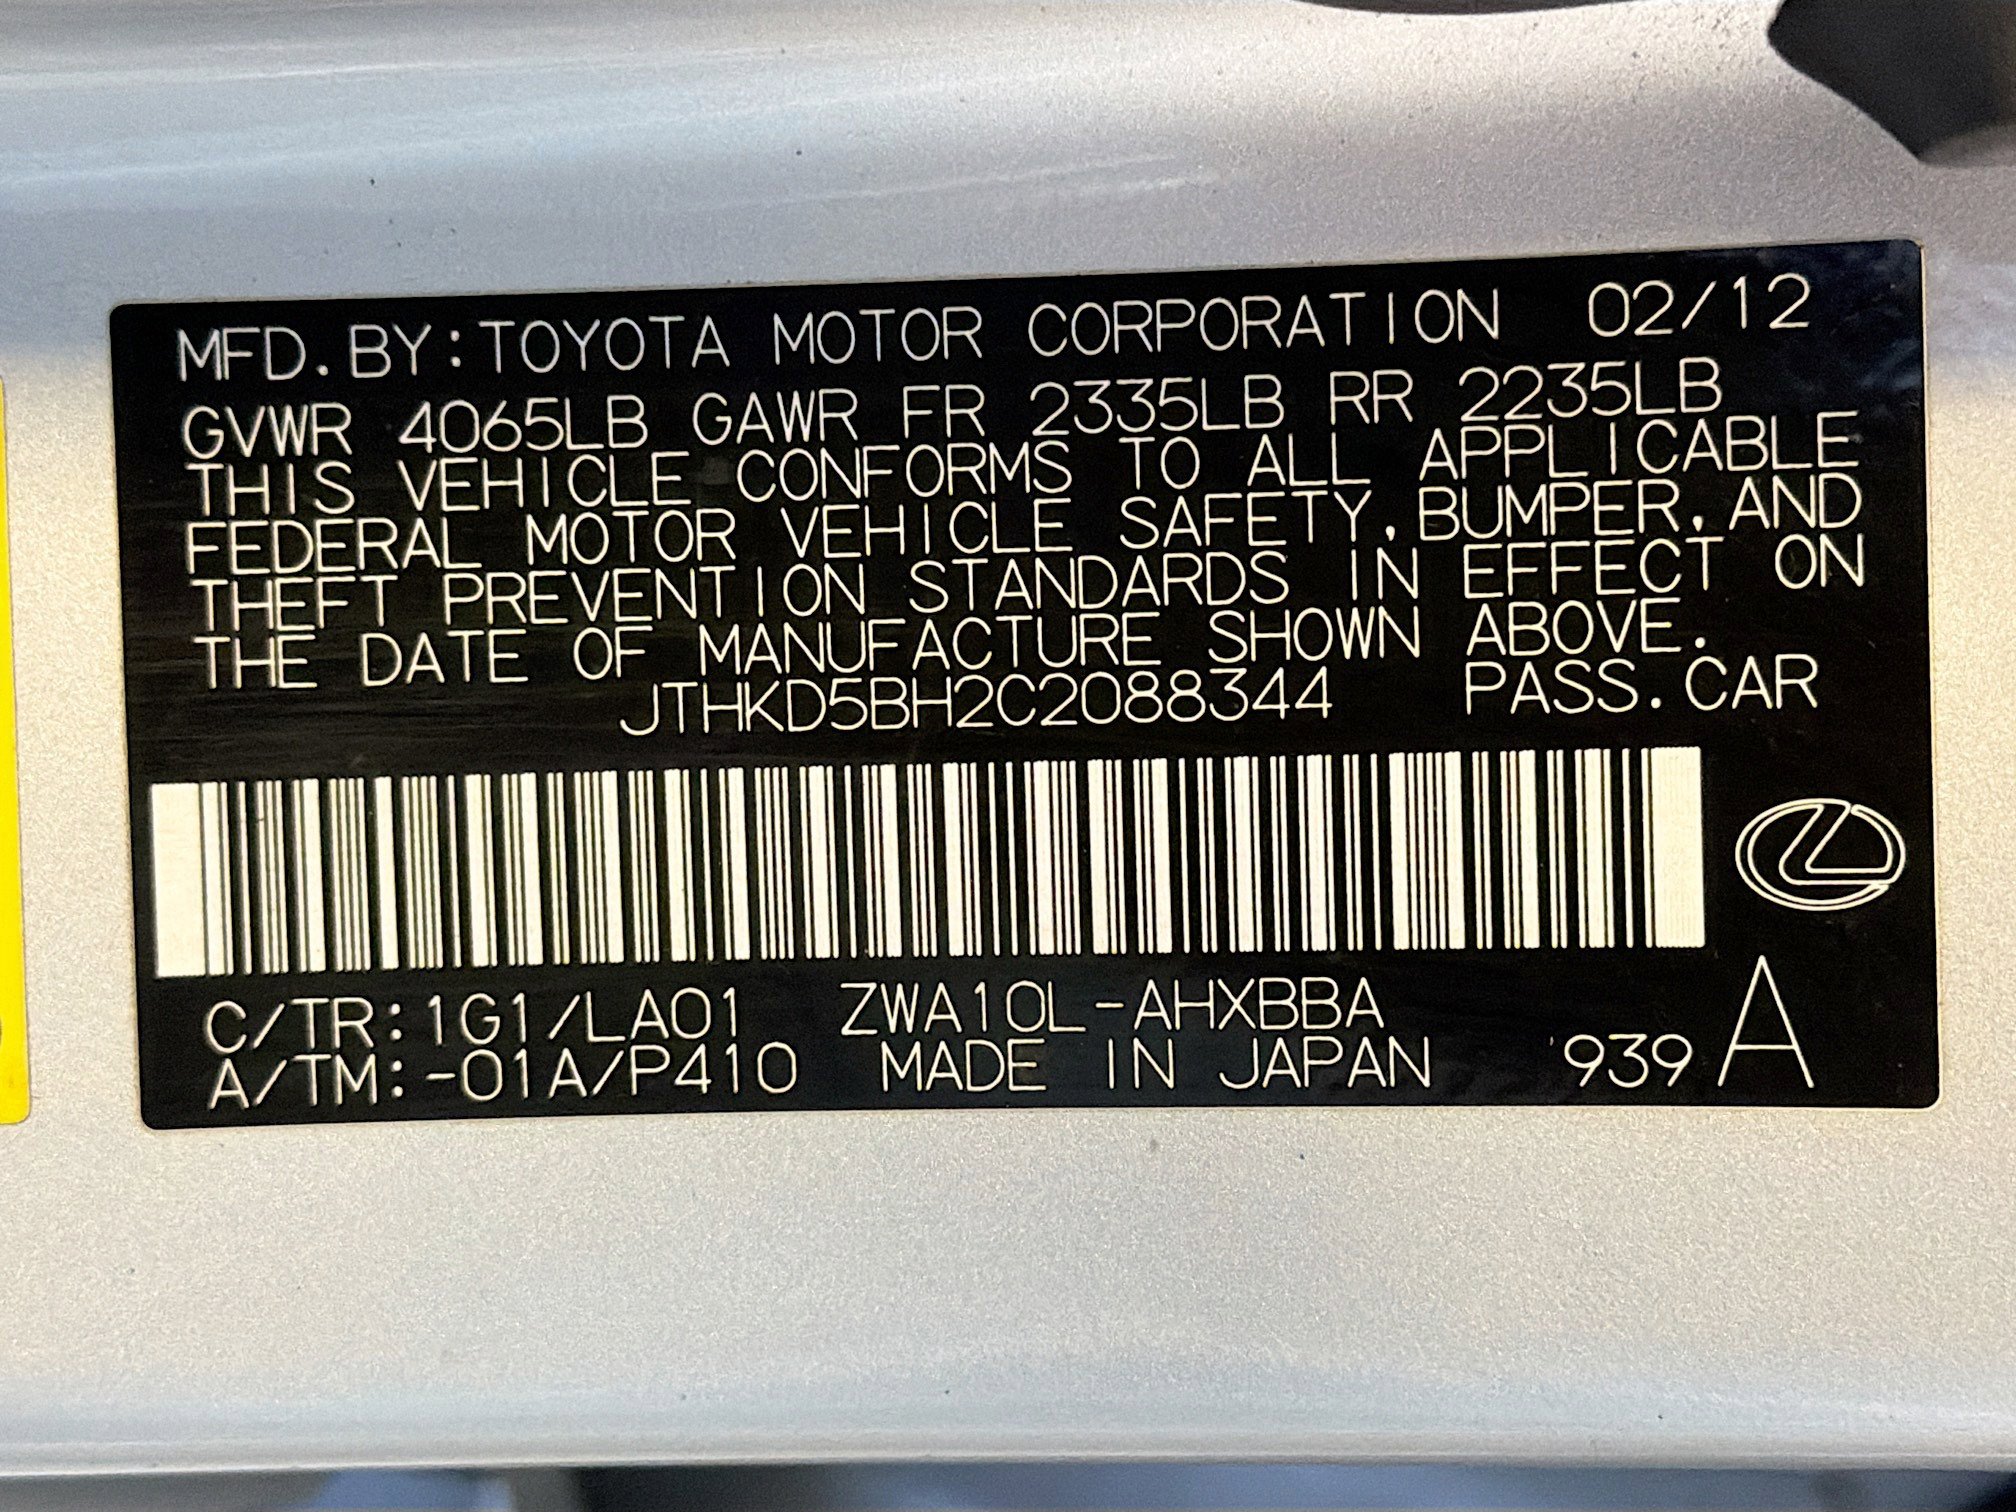 MFD.BY:TOYOTA MOTOR CORPORATION 02/12
GVWR 4065LB GAWR FR 2335LB RR 2235LB
THIS VEHICLE CONFORMS TO ALL APPLICABLE
FEDERAL MOTOR VEHICLE SAFETY, BUMPER, AND
THEFT PREVENTION STANDARDS IN EFFECT ON
THE DATE OF MANUFACTURE SHOWN ABOVE.
JTHKD5BH2C2088344 PASS.CAR
C/TR:1G1/LA01 ZWA10L-AHXBBA
A/TM:-01A/P410 MADE IN JAPAN 939 A